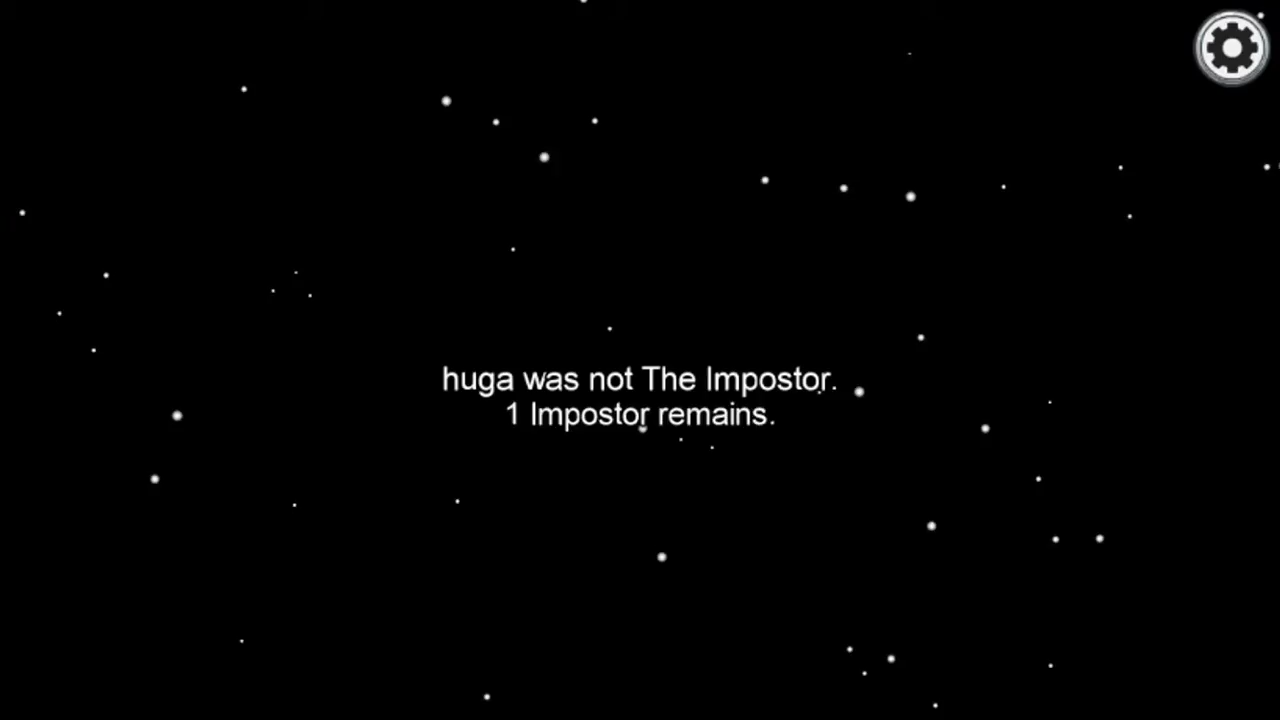 huga was not The Impostor.
1 Impostor remains.